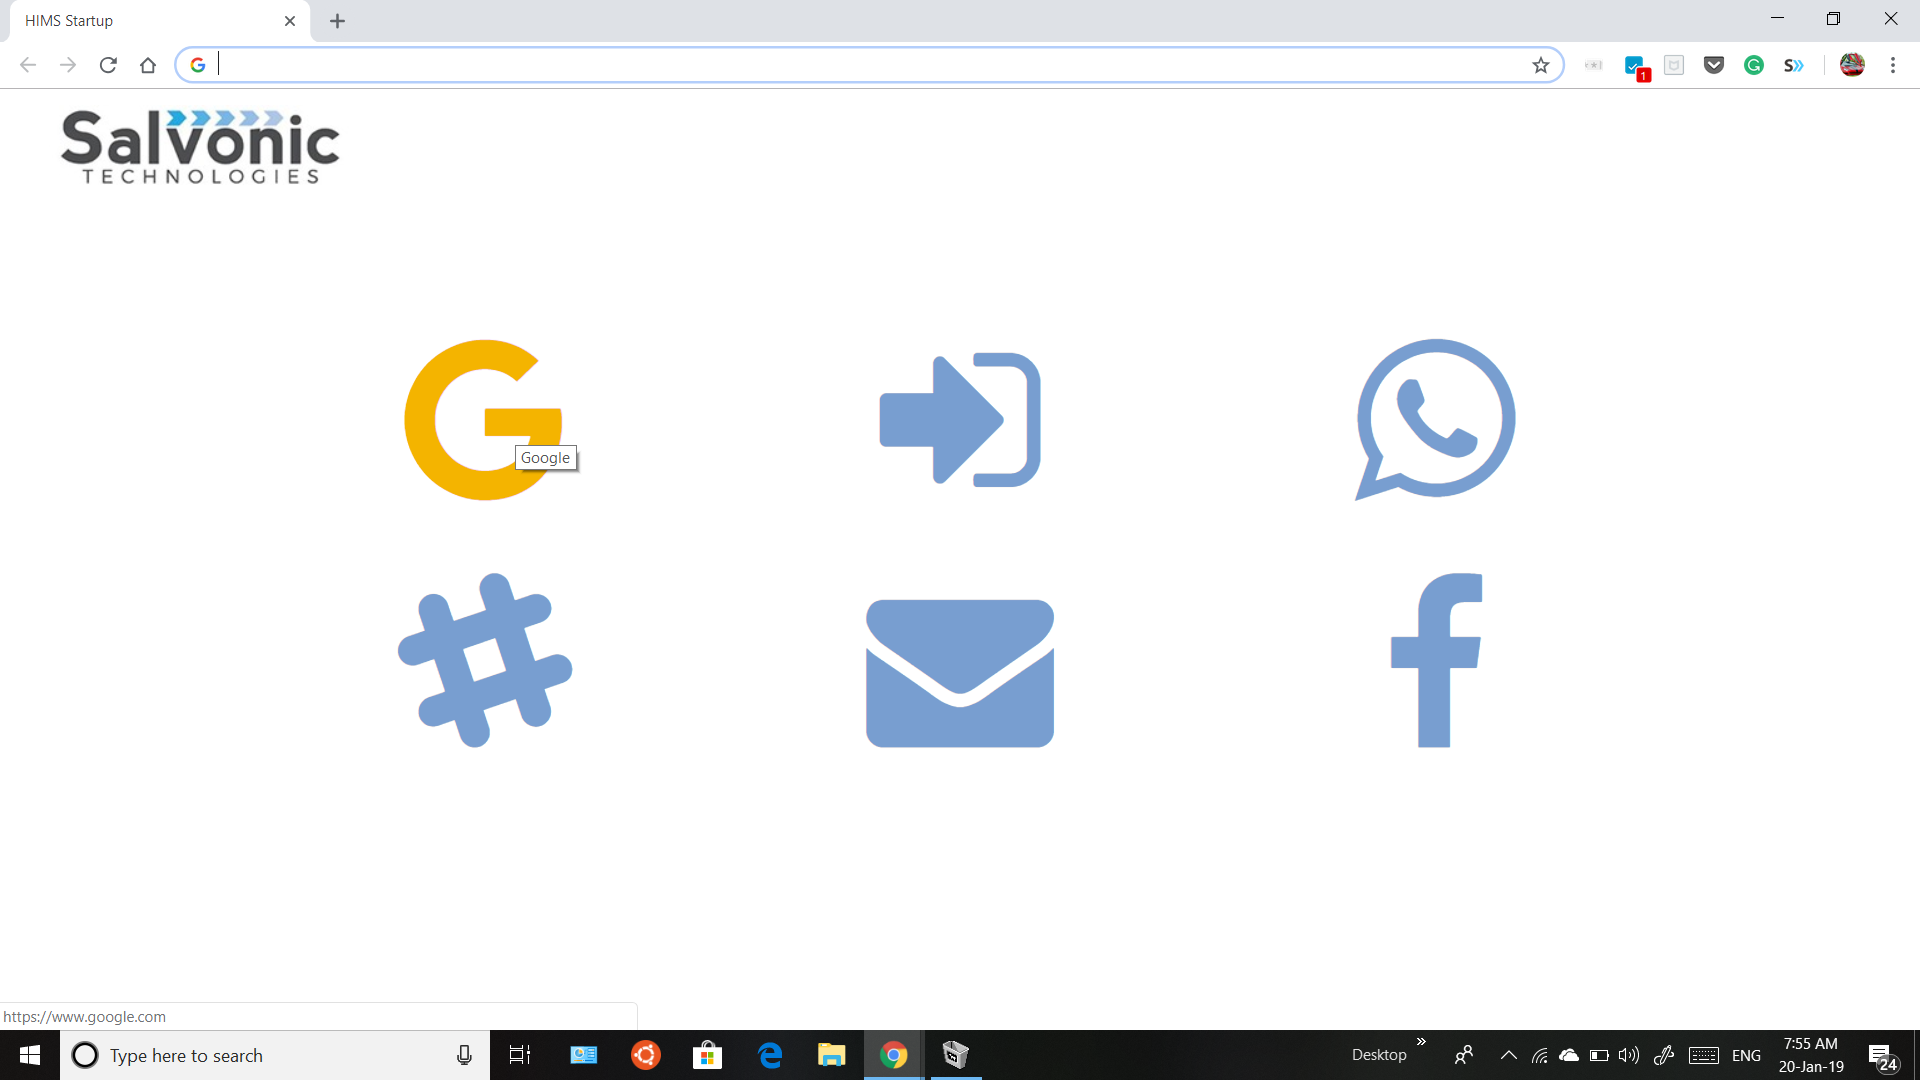 HIMS Startup
1
S
Salvonic
TECHNOLOGIES
Google
https://www.google.com
Type here to search
Desktop
ENG
7:55 AM
20-Jan-19
24